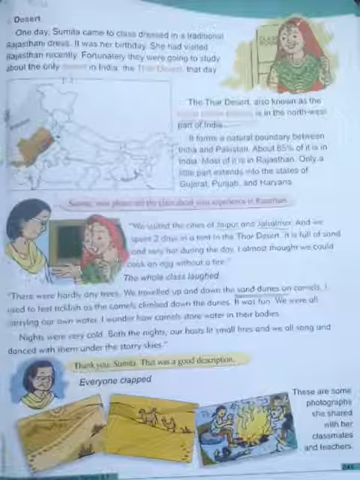 Desert
One day, Sumita came to class dressed in a traditional
Rajasthani dress. It was her birthday. She had visited
Rajasthan recently. Fortunately they were going to study
about the only desert in India, the Thar Desert, that day
The Thar Desert, also known as the
is in the north-west
part of India.
It forms a natural boundary between
India and Pakistan. About 85% of it is in
India. Most of it is in Rajasthan. Only a
little part extends into the states of
Gujarat, Punjab, and Haryana
Sumita, now please tell the class about your experience in Rajasthan.
"We visited the cities of Jaipur and Jaisalmer. And we
spent 2 days in a tent in the Thar Desert. It is full of sand
and very hot during the day. I almost thought we could
cook an egg without a fire."
The whole class laughed.
"There were hardly any trees. We travelled up and down the sand dunes on camels. I
used to feel ticklish as the camels climbed down the dunes. It was fun. We were all
carrying our own water. I wonder how camels store water in their bodies.
Nights were very cold. Both the nights, our hosts lit small fires and we all sang and
danced with them under the starry skies."
Thank you, Sumita. That was a good description.
Everyone clapped
These are some
photographs
she shared
with her
classmates
and teachers.